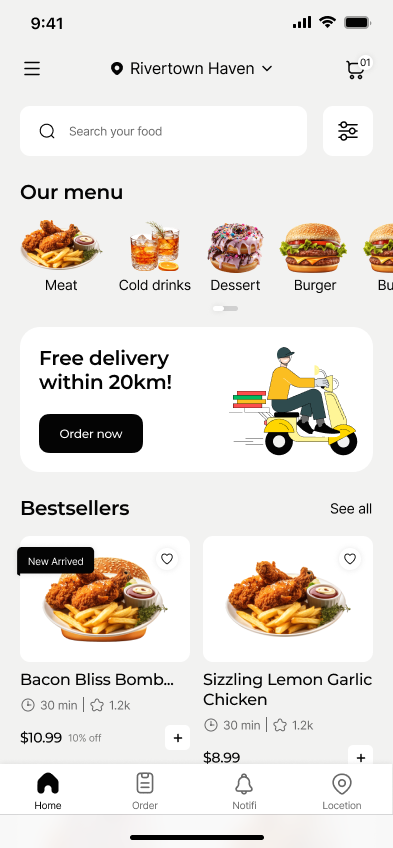 9:41
Rivertown Haven
01
Search your food
Our menu
Meat
Cold drinks
Dessert
Burger
Bu
Free delivery
within 20km!
Order now
Bestsellers
See all
New Arrived
Bacon Bliss Bomb...
30 min | 1.2k
$10.99 10% off
+
Sizzling Lemon Garlic
Chicken
30 min | 1.2k
$8.99
+
Home
Order
Notifi
Locetion